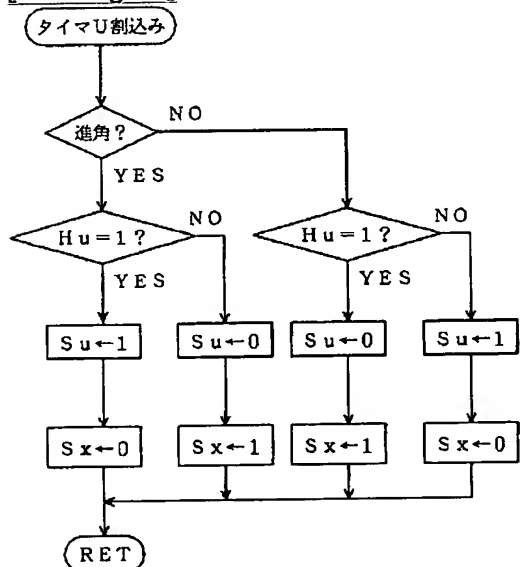 タイマU割込み
進角?
NO
YES
Hu=1?
NO
Hu=1?
NO
YES
YES
Su←1
Su←0
Su←0
Su←1
Sx←0
Sx←1
Sx←1
Sx←0
RET